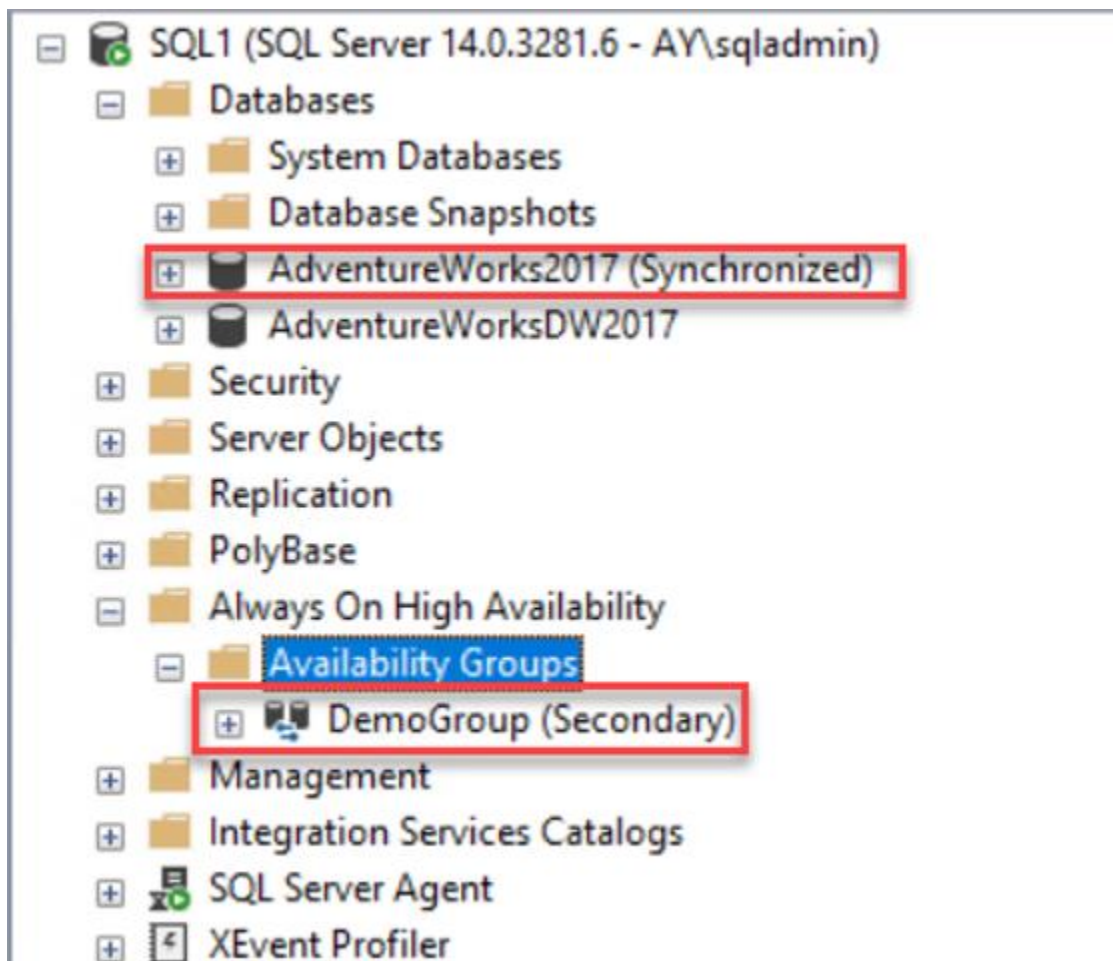 SQL1 (SQL Server 14.0.3281.6 - AY\sqladmin)
Databases
System Databases
Database Snapshots
AdventureWorks2017 (Synchronized)
AdventureWorksDW2017
Security
Server Objects
Replication
PolyBase
Always On High Availability
Availability Groups
DemoGroup (Secondary)
Management
Integration Services Catalogs
SQL Server Agent
XEvent Profiler